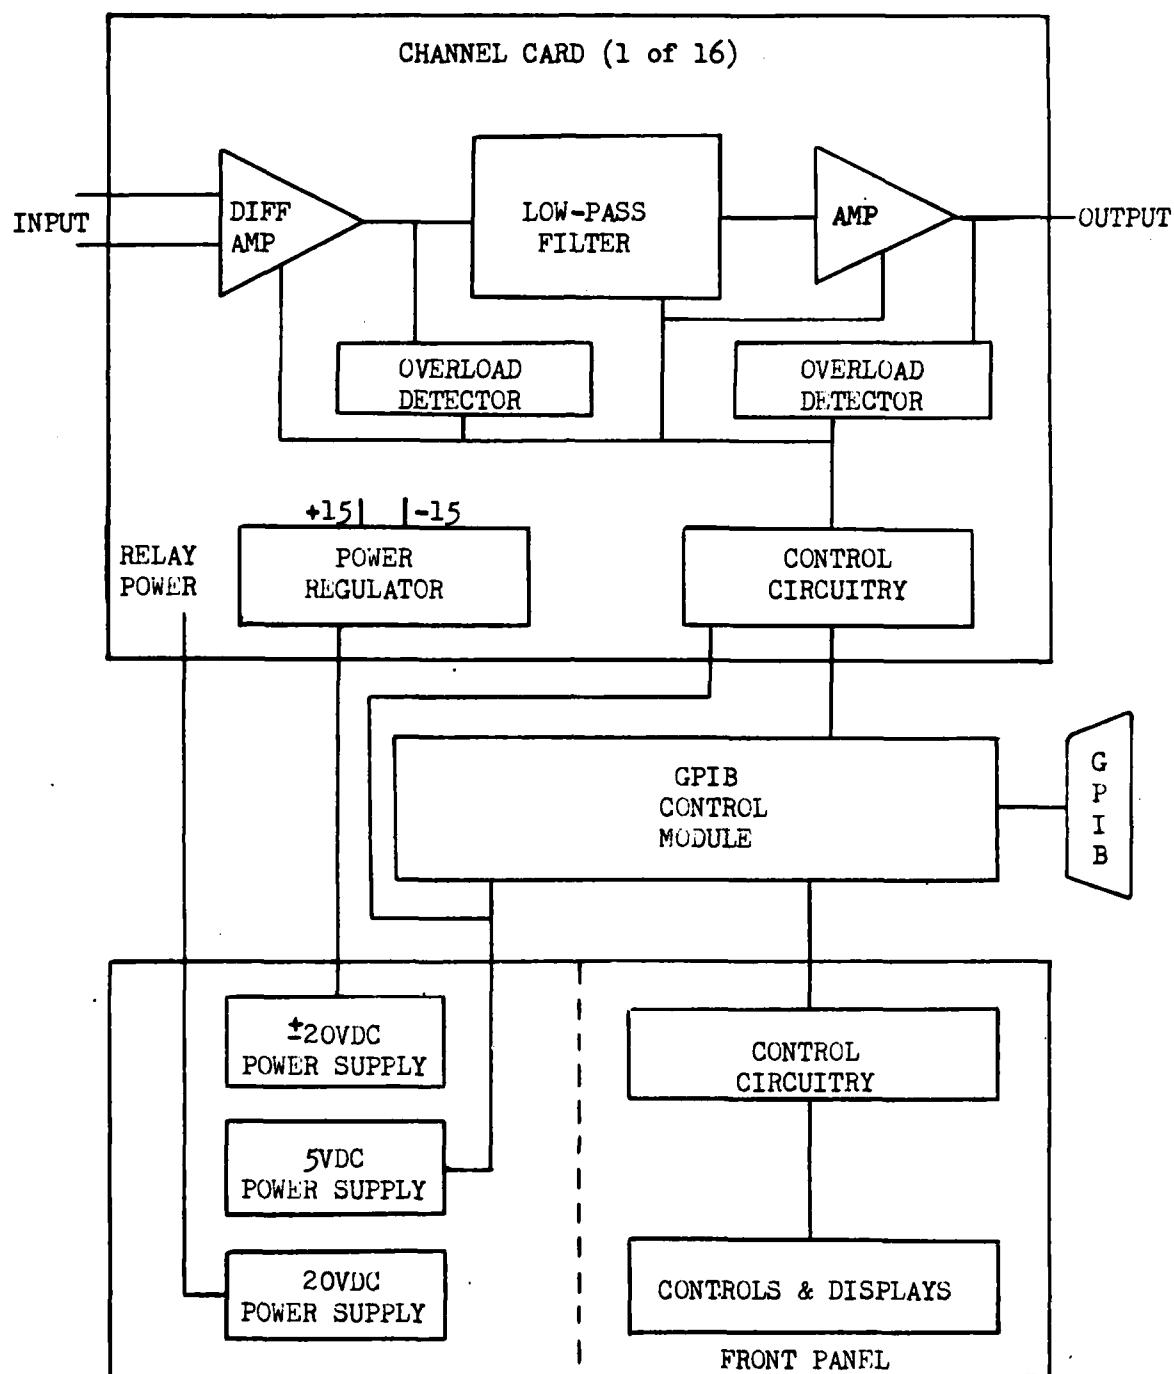 CHANNEL CARD (1 of 16)
INPUT
DIFF
AMP
LOW-PASS
FILTER
AMP
OUTPUT
OVERLOAD
DETECTOR
OVERLOAD
DETECTOR
+15
-15
RELAY
POWER
POWER
REGULATOR
CONTROL
CIRCUITRY
GPIB
CONTROL
MODULE
G
P
I
B
±20VDC
POWER SUPPLY
CONTROL
CIRCUITRY
5VDC
POWER SUPPLY
20VDC
POWER SUPPLY
CONTROLS & DISPLAYS
FRONT PANEL